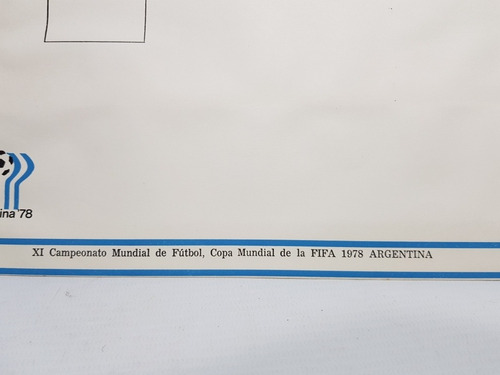 ina '78
XI Campeonato Mundial de Fútbol, Copa Mundial de la FIFA 1978 ARGENTINA